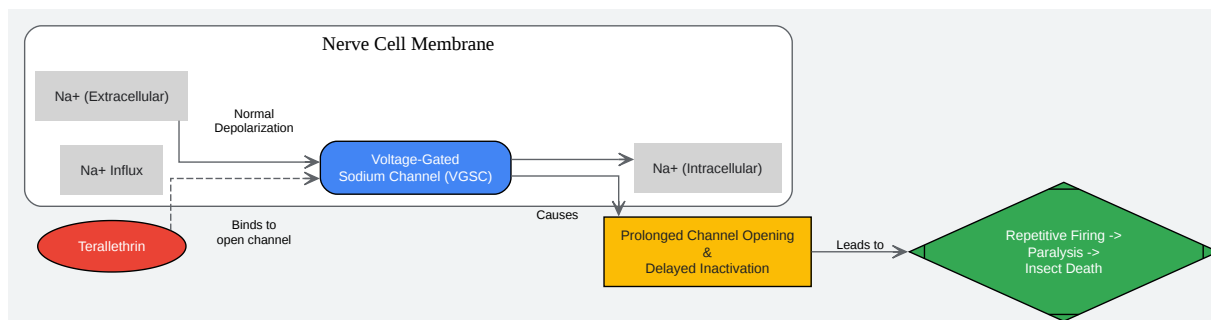 Nerve Cell Membrane
Na+ (Extracellular)
Normal
Depolarization
Na+ Influx
Voltage-Gated
Sodium Channel (VGSC)
Na+ (Intracellular)
Terallethrin
Binds to
open channel
Causes
Prolonged Channel Opening
&
Delayed Inactivation
Leads to
Repetitive Firing ->
Paralysis ->
Insect Death